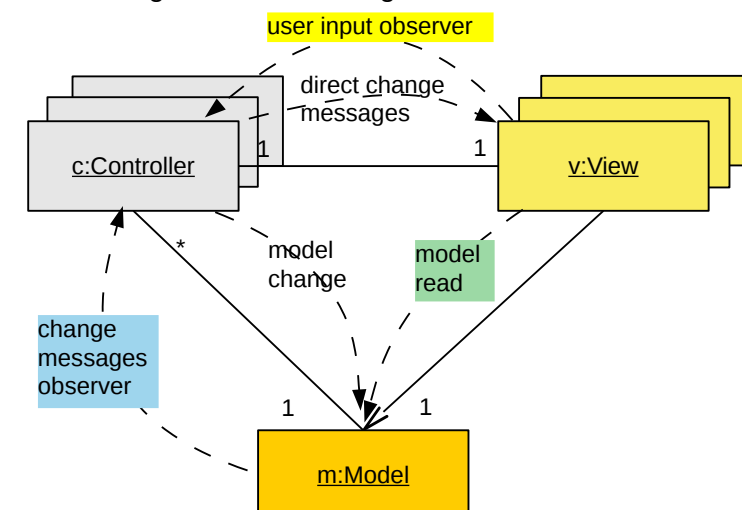 user input observer
direct change
messages
1
1
c:Controller
v:View
*
model
change
model
read
change
messages
observer
1
1
m:Model